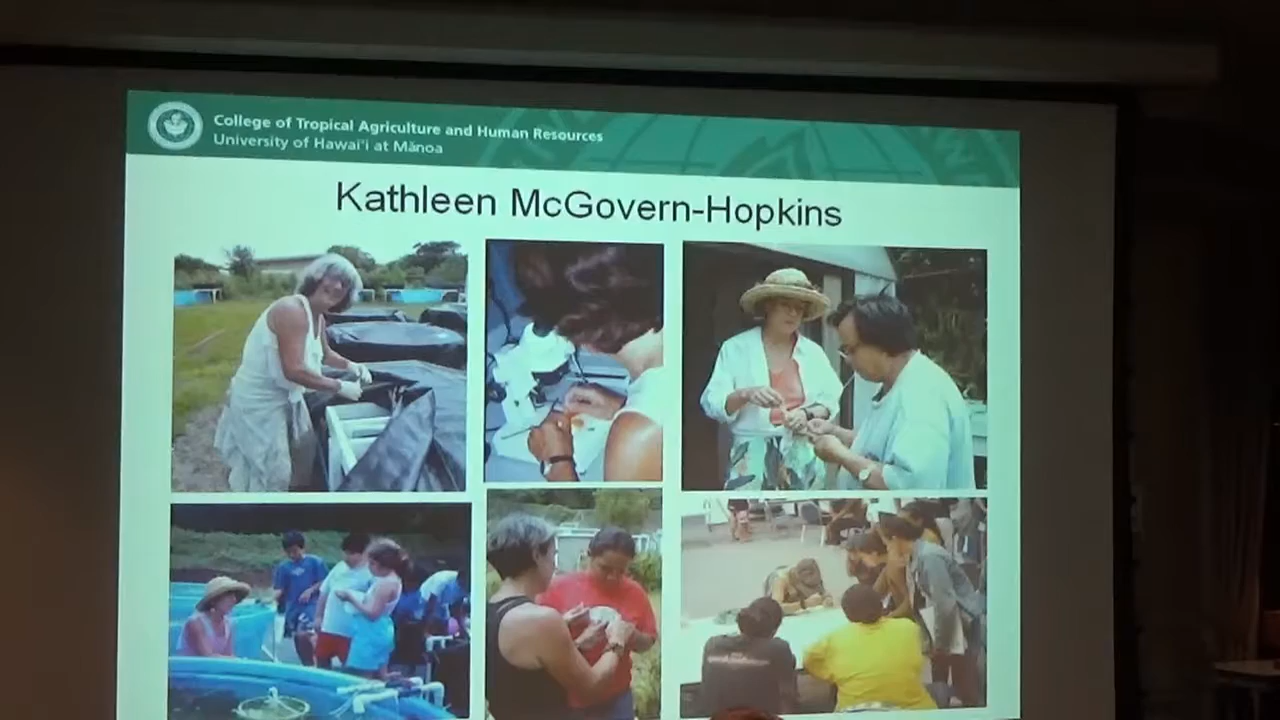 College of Tropical Agriculture and Human Resources
University of Hawai'i at Mānoa
Kathleen McGovern-Hopkins